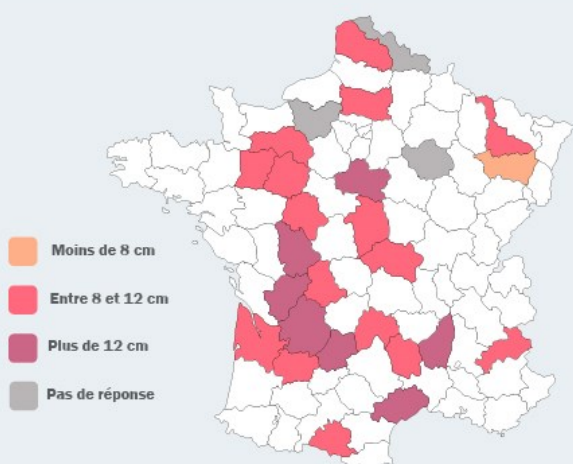 Moins de 8 cm
Entre 8 et 12 cm
Plus de 12 cm
Pas de réponse